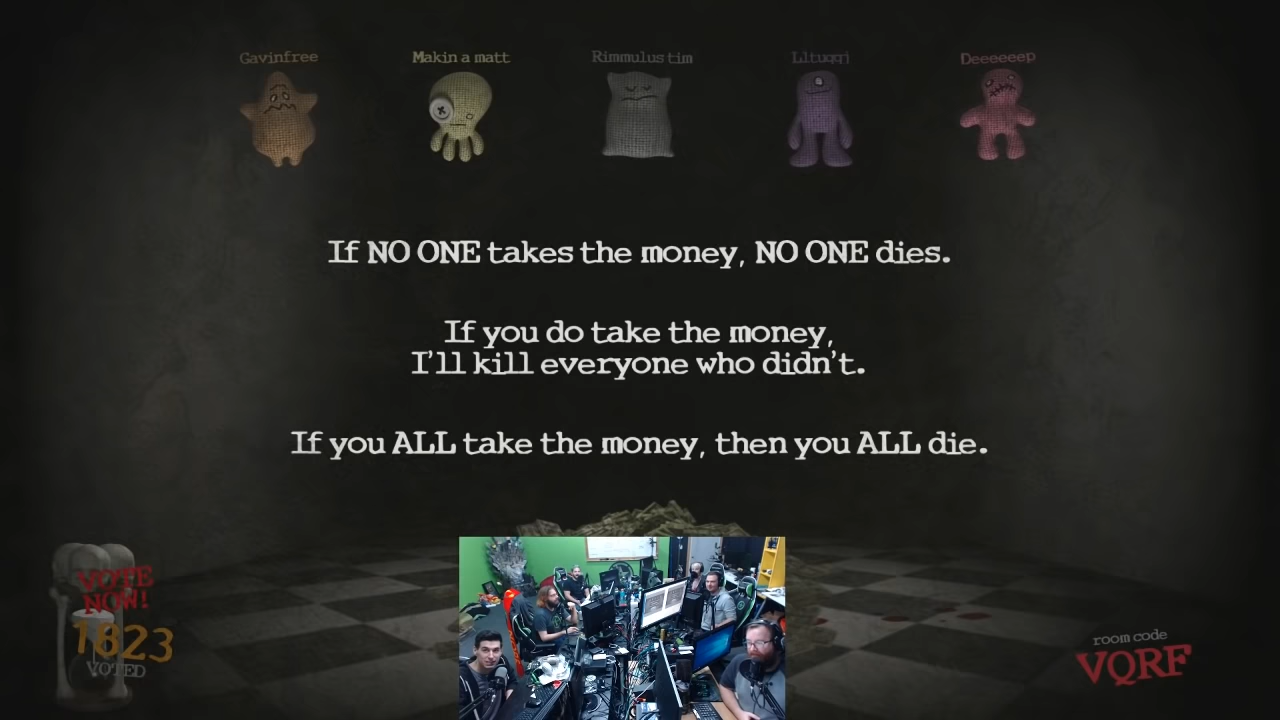 Gavinfree
Makin a matt
Rimmulus tim
Lltuqqj
Deeeeeep
If NO ONE takes the money, NO ONE dies.
If you do take the money,
I'll kill everyone who didn't.
If you ALL take the money, then you ALL die.
VOTE
NOW!
1823
VOTED
room code
VQRF